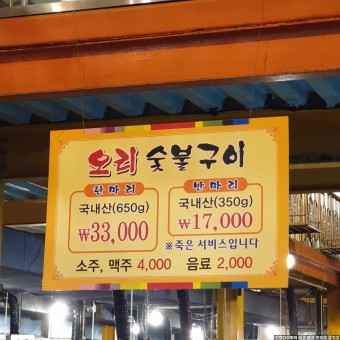 오리 숯불구이
한마리
국내산(650g)
₩33,000
반마리
국내산(350g)
₩17,000
※죽은 서비스입니다
소주, 맥주 4,000 음료 2,000